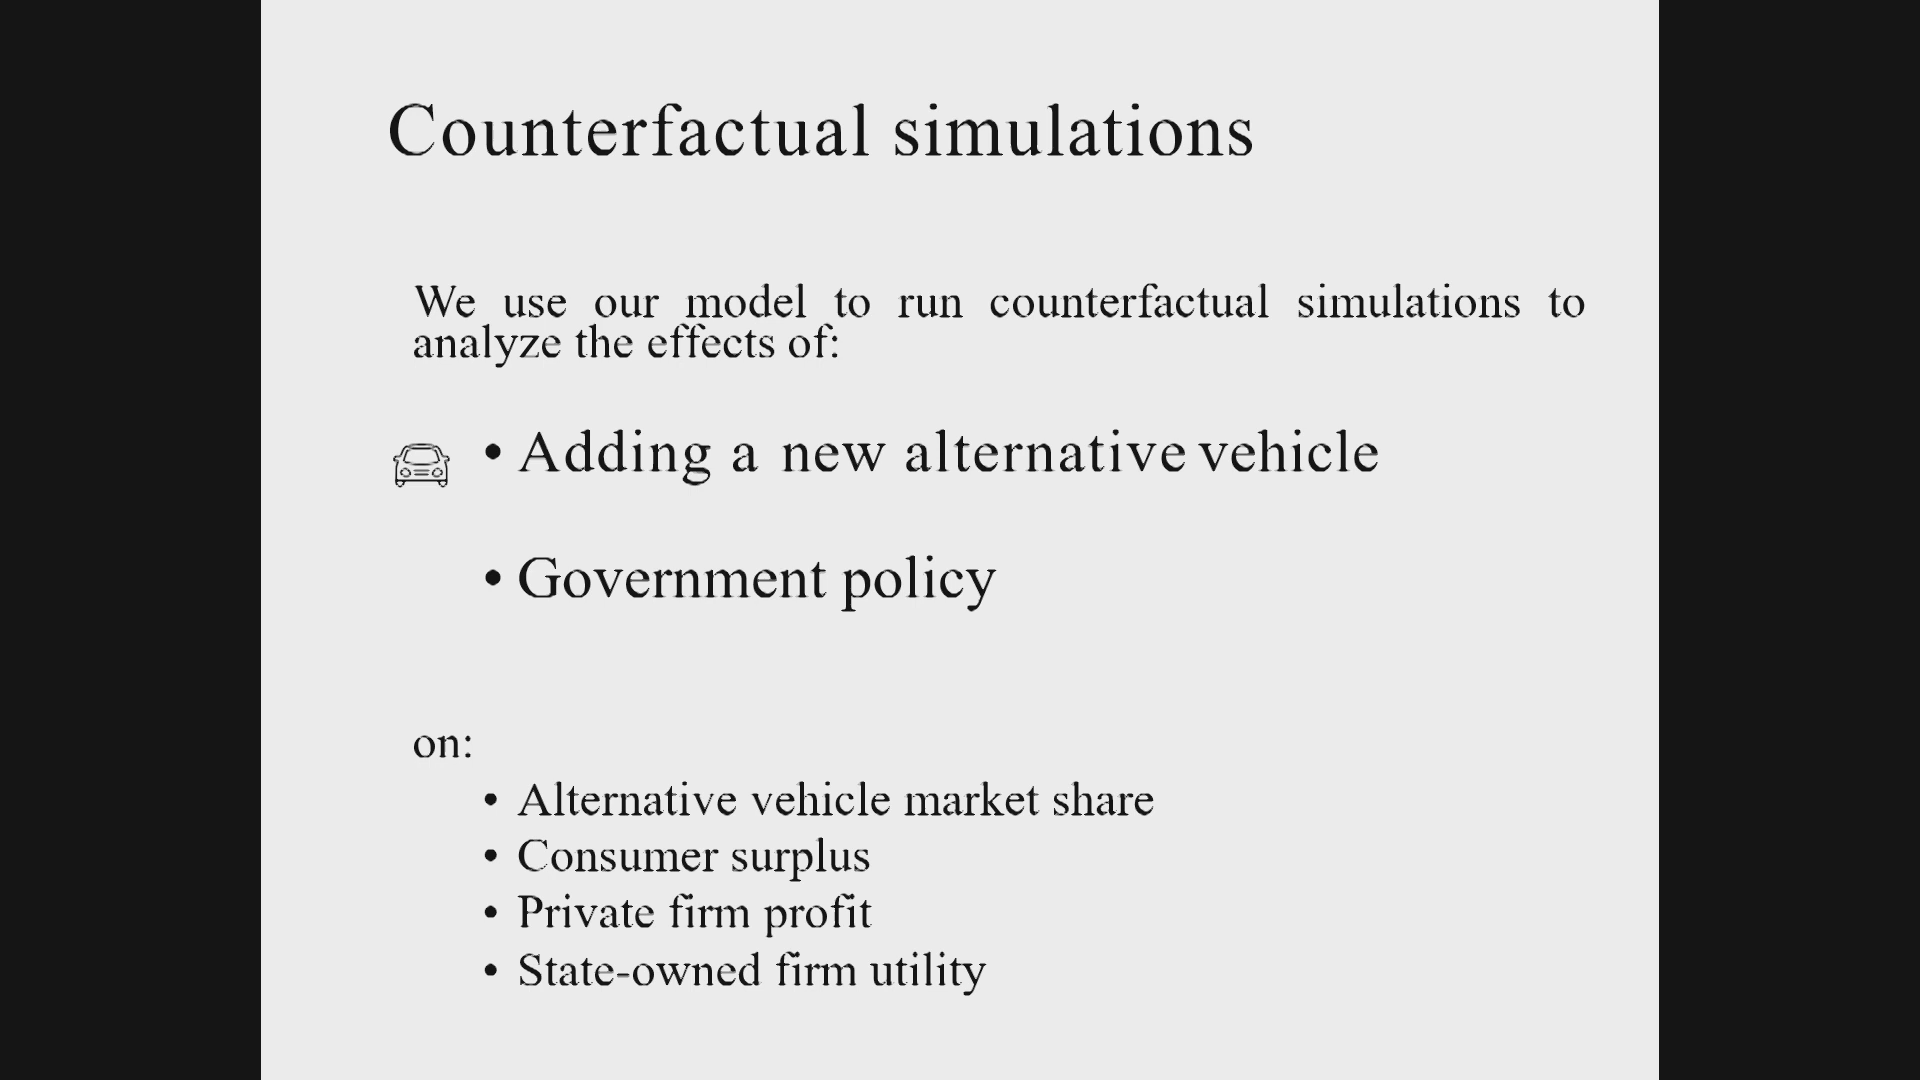 Counterfactual simulations
We use our model to run counterfactual simulations to
analyze the effects of:
• Adding a new alternative vehicle
• Government policy
on:
• Alternative vehicle market share
• Consumer surplus
• Private firm profit
• State-owned firm utility